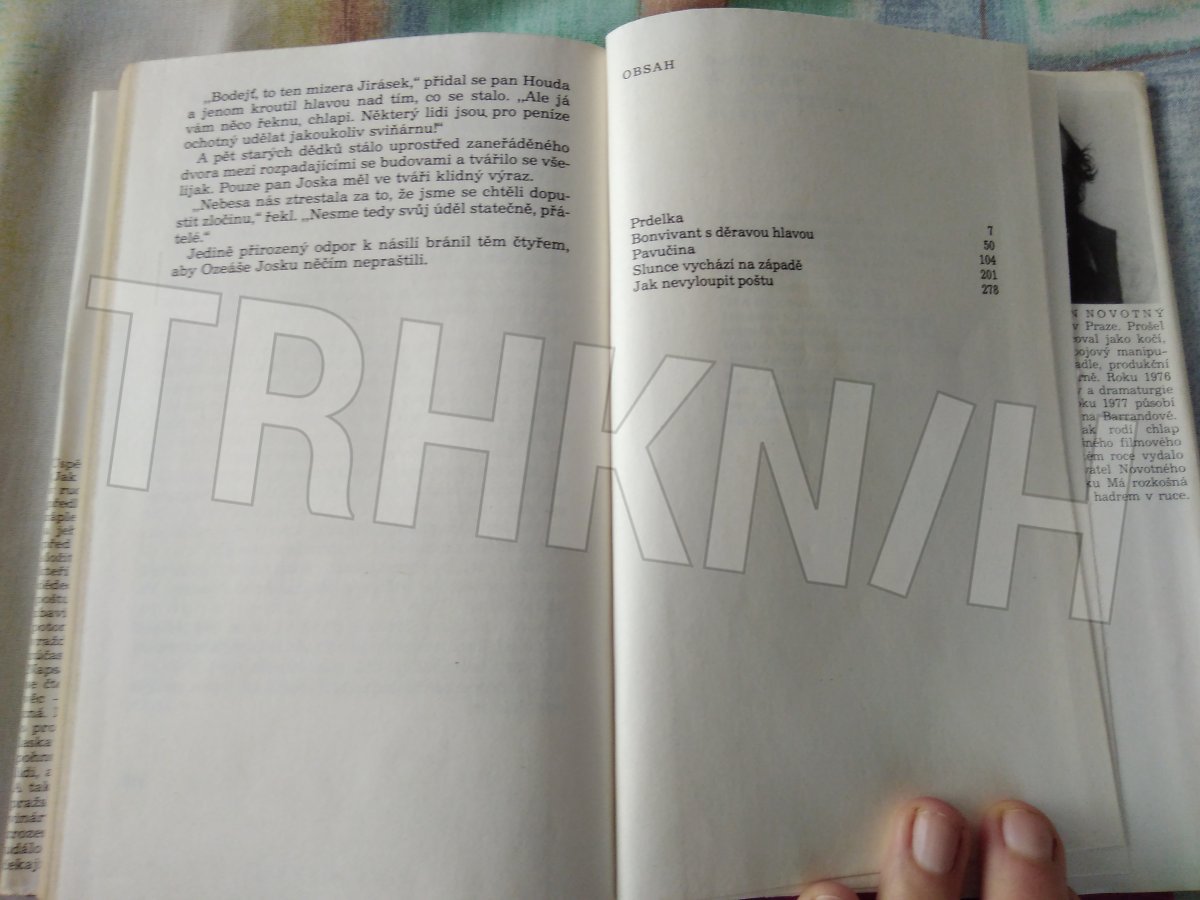 „Bodejť, to ten mizera Jirásek,“ přidal se pan Houda
a jenom kroutil hlavou nad tím, co se stalo. „Ale já
vám něco řeknu, chlapi. Některý lidi jsou pro peníze
ochotný udělat jakoukoliv sviňárnu!“
A pět starých dědků stálo uprostřed zaneřáděného
dvora mezi rozpadajícími se budovami a tvářilo se vše-
lijak. Pouze pan Joska měl ve tváři klidný výraz.
„Nebesa nás ztrestala za to, že jsme se chtěli dopu-
stit zločinu,“ řekl. „Nesme tedy svůj úděl statečně, přá-
telé.“
Jedině přirozený odpor k násilí bránil těm čtyřem,
aby Ozeáše Josku něčím nepraštili.
OBSAH
Prdelka 7
Bonvivant s děravou hlavou 50
Pavučina 104
Slunce vychází na západě 201
Jak nevyloupit poštu 278
NOVOTNÝ
v Praze. Prošel
jako kočí,
produkční
Roku 1976
a dramaturgie
1977 působí
na Barrandově.
rodí chlap
filmového
roce vydalo
Novotného
Má rozkošná
hadrem v ruce.
TRHKN/H